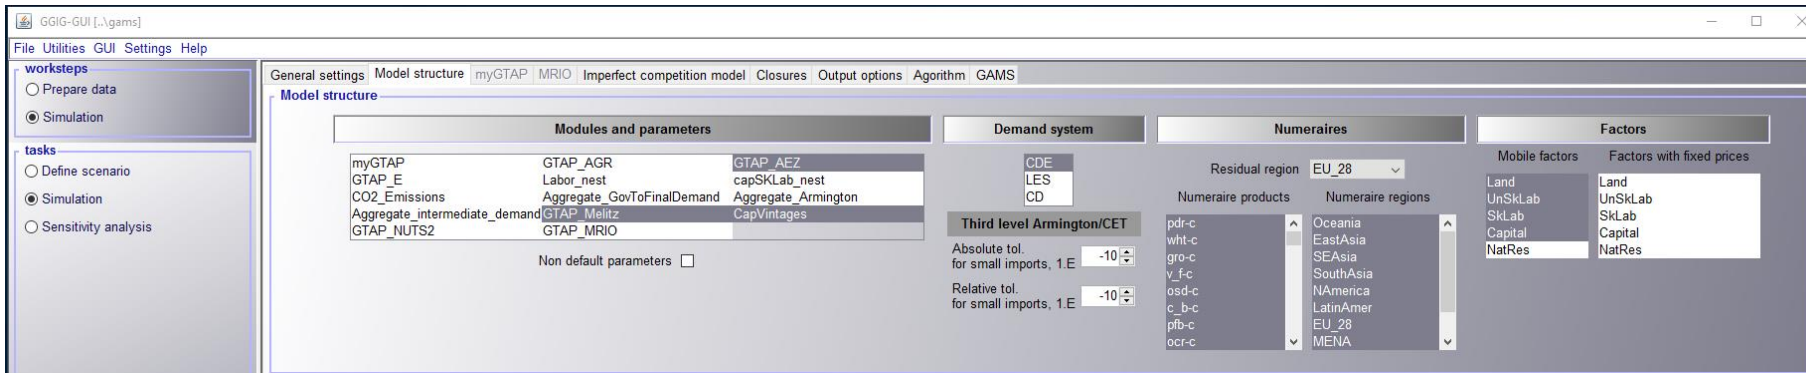 GGIG-GUI [..\gams]
File Utilities GUI Settings Help
worksteps
Prepare data
Simulation
tasks
Define scenario
Simulation
Sensitivity analysis
General settings Model structure myGTAP MRIO Imperfect competition model Closures Output options Agorithm GAMS
Model structure
Modules and parameters
myGTAP GTAP_AGR GTAP_AEZ
GTAP_E Labor_nest capSKLab_nest
CO2_Emissions Aggregate_GovToFinalDemand Aggregate_Armington
Aggregate_intermediate_demand GTAP_Melitz CapVintages
GTAP_NUTS2 GTAP_MRIO
Non default parameters
Demand system
CDE
LES
CD
Third level Armington/CET
Absolute tol.
for small imports, 1.E -10
Relative tol.
for small imports, 1.E -10
Numeraires
Residual region EU_28
Numeraire products
pdr-c
wht-c
gro-c
v_f-c
osd-c
c_b-c
pfb-c
ocr-c
Numeraire regions
Oceania
EastAsia
SEAsia
SouthAsia
NAmerica
LatinAmer
EU_28
MENA
Factors
Mobile factors
Land
UnSkLab
SkLab
Capital
NatRes
Factors with fixed prices
Land
UnSkLab
SkLab
Capital
NatRes